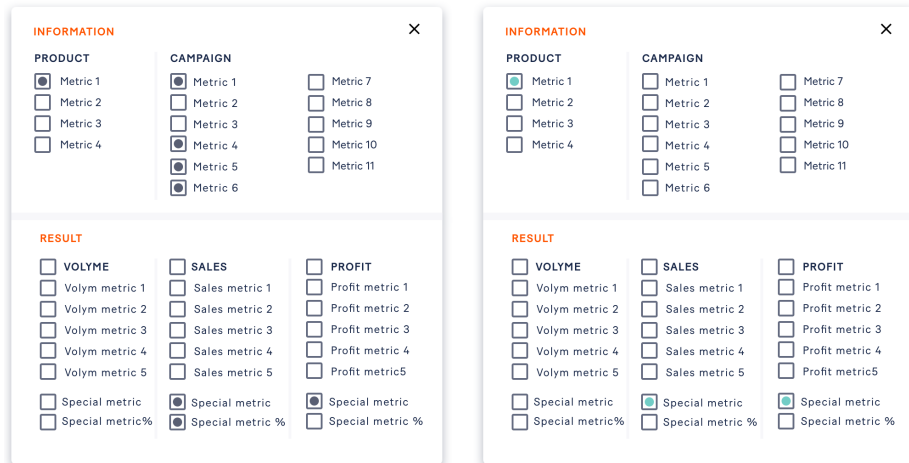 INFORMATION
PRODUCT
Metric 1
Metric 2
Metric 3
Metric 4
CAMPAIGN
Metric 1
Metric 2
Metric 3
Metric 4
Metric 5
Metric 6
Metric 7
Metric 8
Metric 9
Metric 10
Metric 11
RESULT
VOLYME
Volym metric 1
Volym metric 2
Volym metric 3
Volym metric 4
Volym metric 5
Special metric
Special metric%
SALES
Sales metric 1
Sales metric 2
Sales metric 3
Sales metric 4
Sales metric 5
Special metric
Special metric %
PROFIT
Profit metric 1
Profit metric 2
Profit metric 3
Profit metric 4
Profit metric5
Special metric
Special metric %
INFORMATION
PRODUCT
Metric 1
Metric 2
Metric 3
Metric 4
CAMPAIGN
Metric 1
Metric 2
Metric 3
Metric 4
Metric 5
Metric 6
Metric 7
Metric 8
Metric 9
Metric 10
Metric 11
RESULT
VOLYME
Volym metric 1
Volym metric 2
Volym metric 3
Volym metric 4
Volym metric 5
Special metric
Special metric%
SALES
Sales metric 1
Sales metric 2
Sales metric 3
Sales metric 4
Sales metric 5
Special metric
Special metric %
PROFIT
Profit metric 1
Profit metric 2
Profit metric 3
Profit metric 4
Profit metric5
Special metric
Special metric %